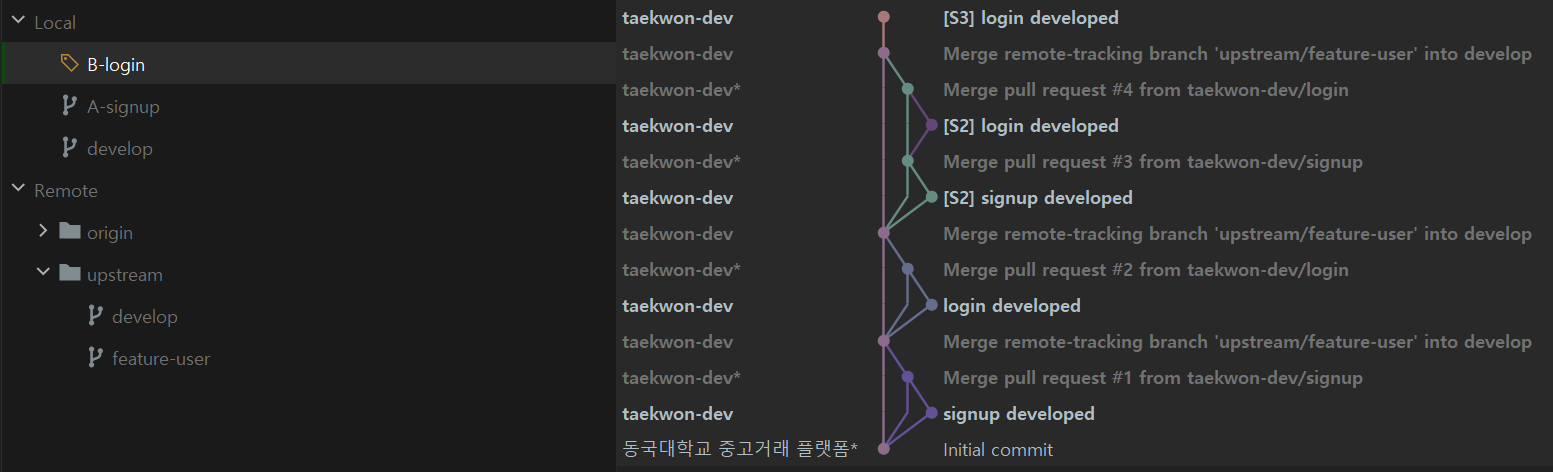 Local
B-login
A-signup
develop
Remote
origin
upstream
develop
feature-user
taekwon-dev [S3] login developed
taekwon-dev Merge remote-tracking branch 'upstream/feature-user' into develop
taekwon-dev* Merge pull request #4 from taekwon-dev/login
taekwon-dev [S2] login developed
taekwon-dev* Merge pull request #3 from taekwon-dev/signup
taekwon-dev [S2] signup developed
taekwon-dev Merge remote-tracking branch 'upstream/feature-user' into develop
taekwon-dev* Merge pull request #2 from taekwon-dev/login
taekwon-dev login developed
taekwon-dev Merge remote-tracking branch 'upstream/feature-user' into develop
taekwon-dev* Merge pull request #1 from taekwon-dev/signup
taekwon-dev signup developed
동국대학교 중고거래 플랫폼* Initial commit